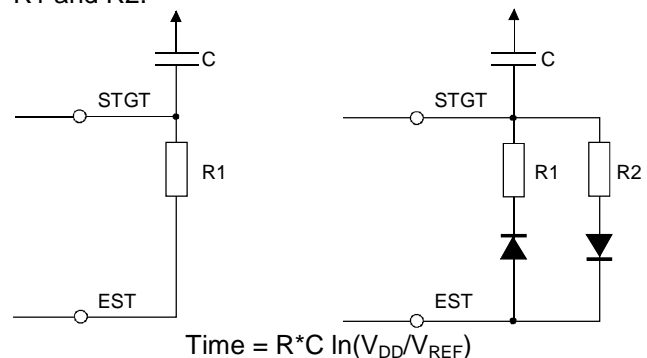 R1 and R2.
C
C
STGT
STGT
R1
R1
R2
EST
EST
Time = R*C ln(V_DD/V_REF)